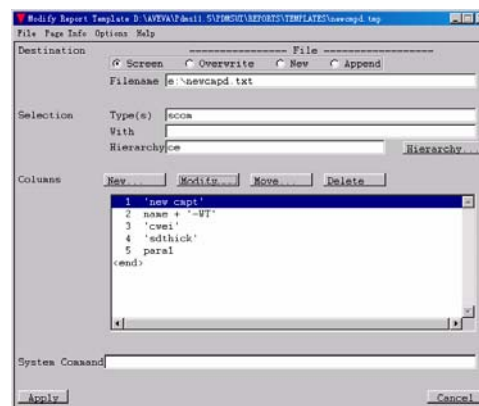 Modify Report Template D:\AVEVA\Pdms11.5\PDMSUI\REPORTS\TEMPLATES\newcmpd.tmp
File Page Info Options Help
Destination ---------------- File ------------------
Screen Overwrite New Append
Filename e:\newcmpd.txt
Selection Type(s) scom
With
Hierarchy ce Hierarchy...
Columns New... Modify... Move... Delete
1 'new cmpt'
2 name + '-WT'
3 'cwei'
4 'sdthick'
5 para1
<end>
System Command
Apply Cancel